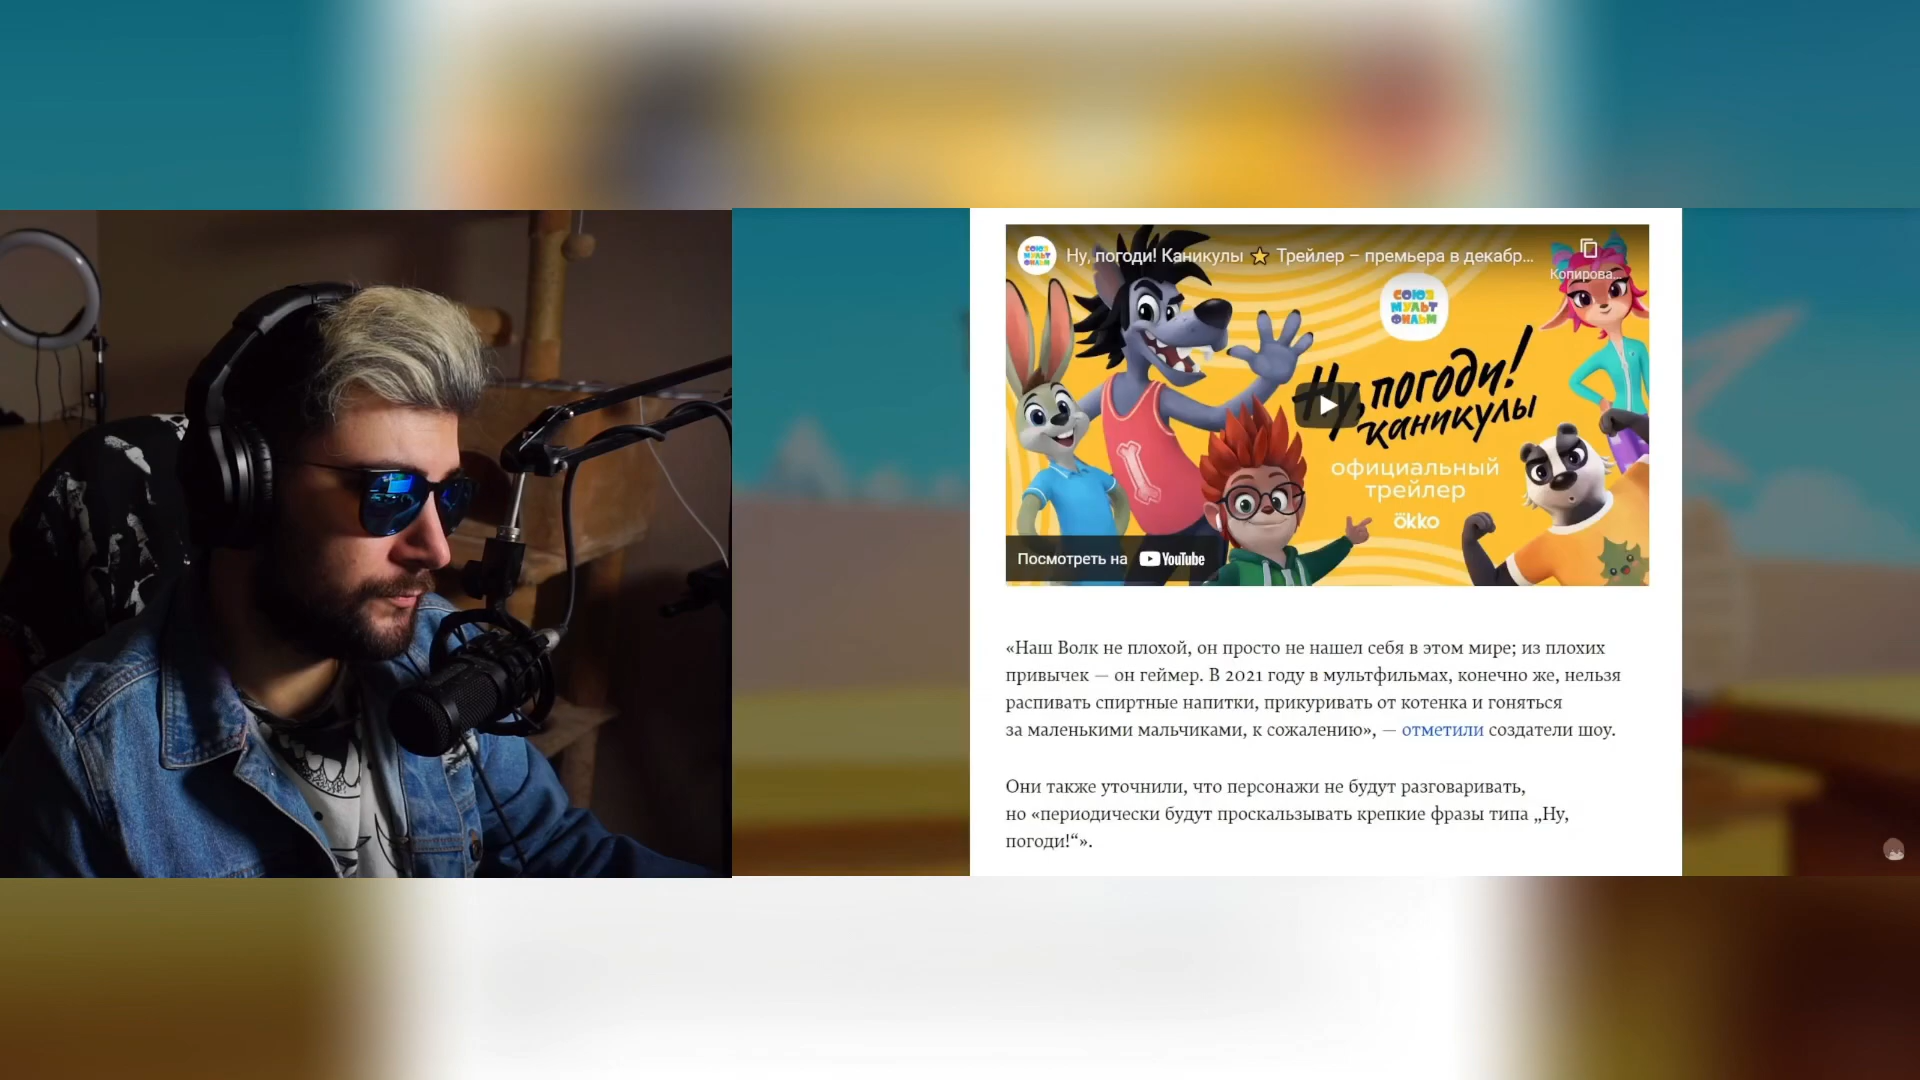 Ну, погоди! Каникулы ⭐ Трейлер – премьера в декабр...
Копирова...
СОЮЗ
МУЛЬТ
ФИЛЬМ
СОЮЗ
МУЛЬТ
ФИЛЬМ
Ну, погоди!
каникулы
официальный
трейлер
okko
Посмотреть на YouTube
«Наш Волк не плохой, он просто не нашел себя в этом мире; из плохих
привычек — он геймер. В 2021 году в мультфильмах, конечно же, нельзя
распивать спиртные напитки, прикуривать от котенка и гоняться
за маленькими мальчиками, к сожалению», — отметили создатели шоу.
Они также уточнили, что персонажи не будут разговаривать,
но «периодически будут проскальзывать крепкие фразы типа „Ну,
погоди!“».